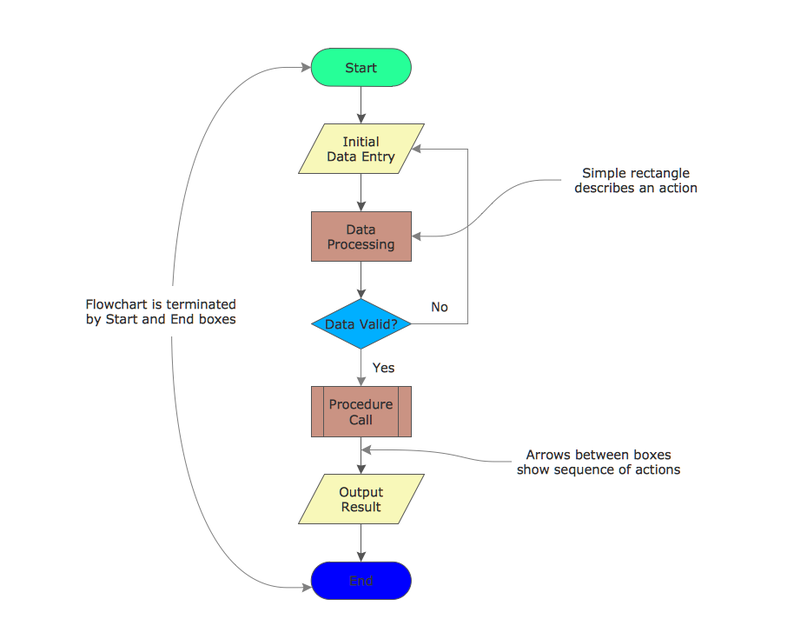 Start
Initial
Data Entry
Simple rectangle
describes an action
Data
Processing
Flowchart is terminated
by Start and End boxes
No
Data Valid?
Yes
Procedure
Call
Arrows between boxes
show sequence of actions
Output
Result
End